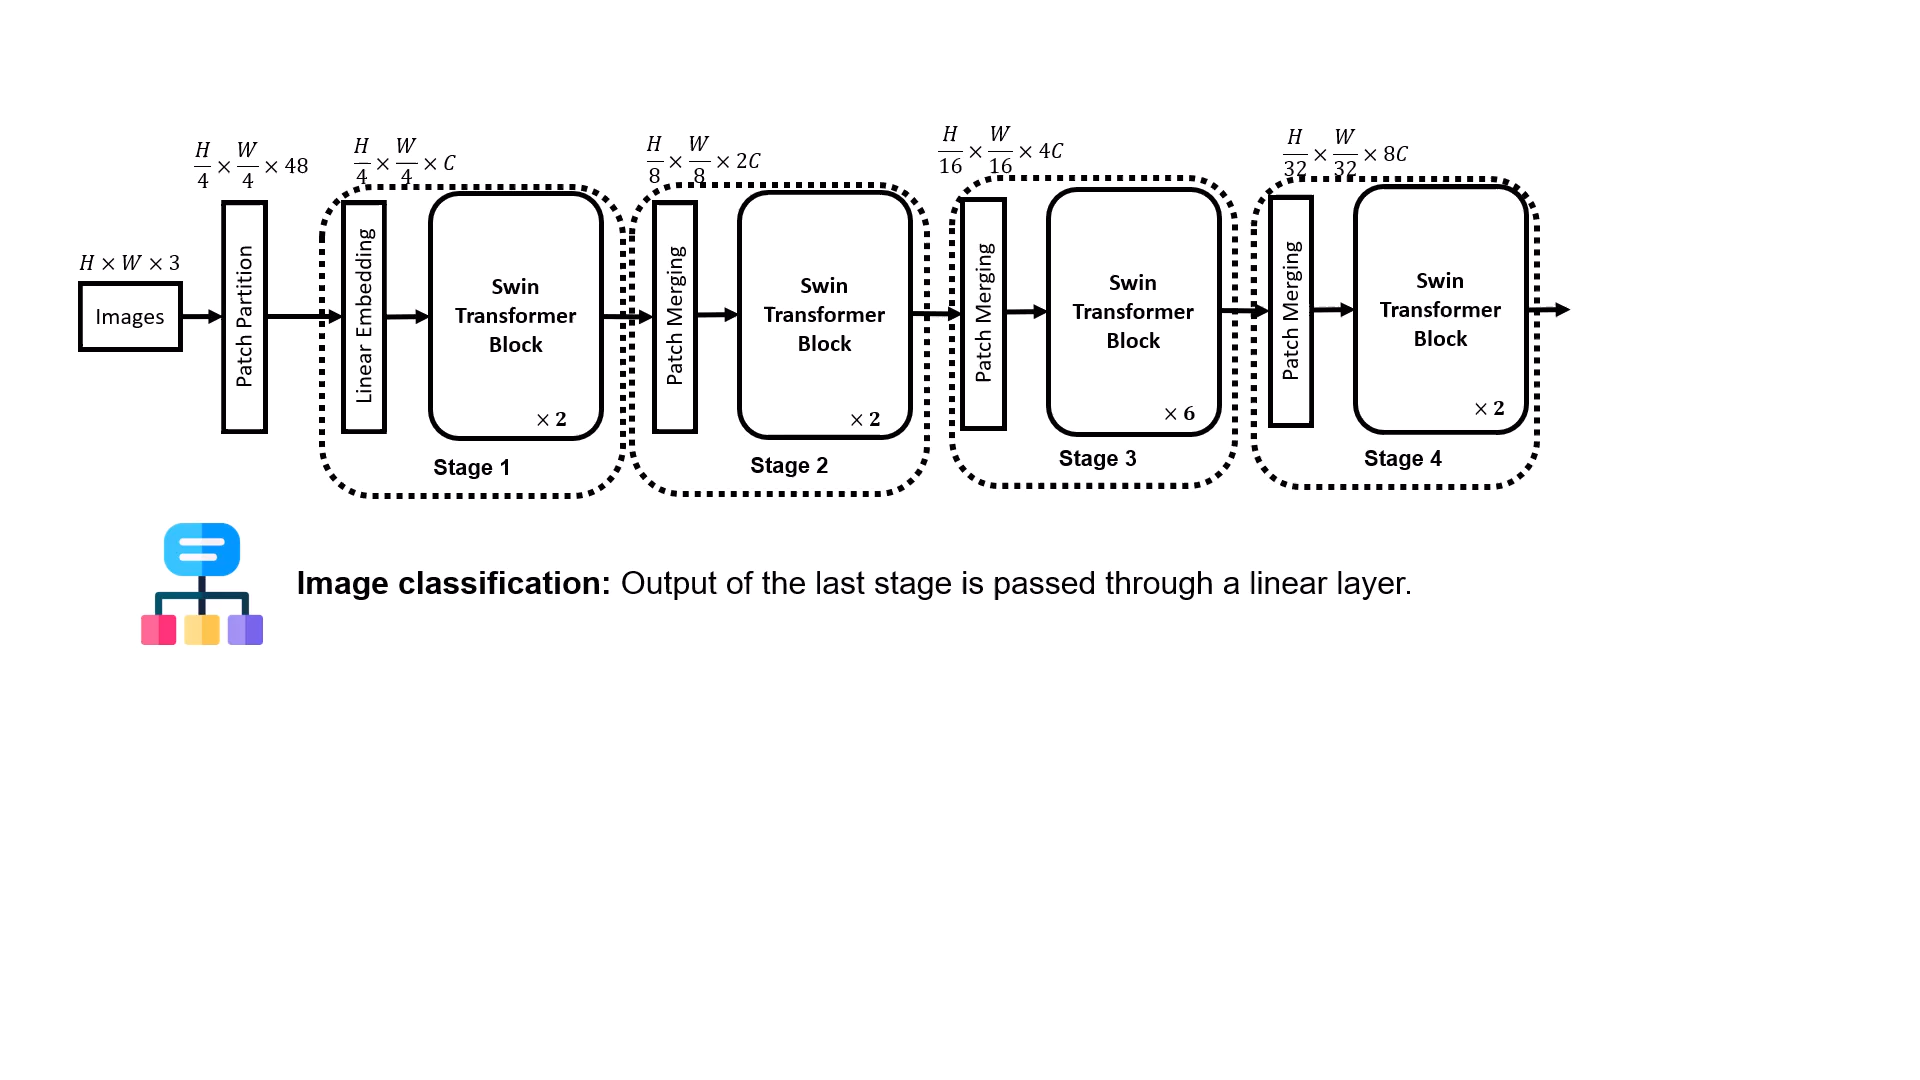 H/4 × W/4 × 48
H/4 × W/4 × C
H/8 × W/8 × 2C
H/16 × W/16 × 4C
H/32 × W/32 × 8C
H × W × 3
Images
Patch Partition
Linear Embedding
Swin
Transformer
Block
× 2
Stage 1
Patch Merging
Swin
Transformer
Block
× 2
Stage 2
Patch Merging
Swin
Transformer
Block
× 6
Stage 3
Patch Merging
Swin
Transformer
Block
× 2
Stage 4
Image classification: Output of the last stage is passed through a linear layer.